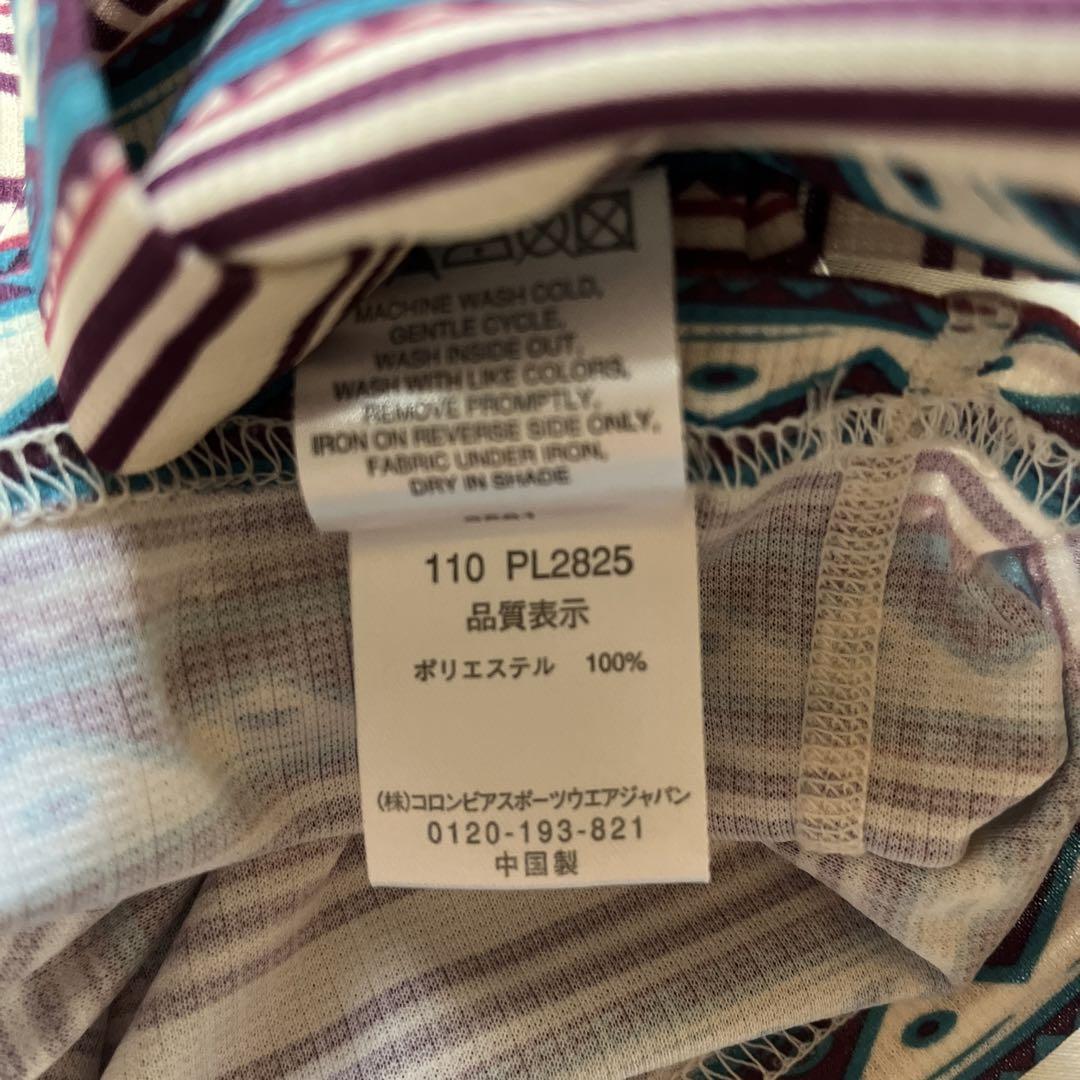 MACHINE WASH COLD,
GENTLE CYCLE,
WASH INSIDE OUT,
WASH WITH LIKE COLORS,
REMOVE PROMPTLY,
IRON ON REVERSE SIDE ONLY,
FABRIC UNDER IRON,
DRY IN SHADE
110 PL2825
品質表示
ポリエステル 100%
(株)コロンビアスポーツウエアジャパン
0120-193-821
中国製